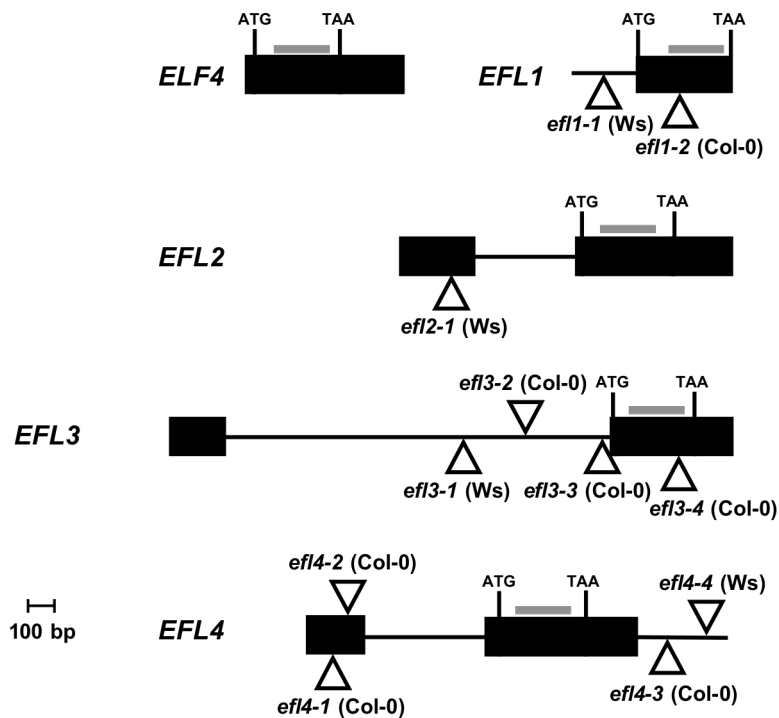 ATG TAA ATG TAA
ELF4 EFL1
efl1-1 (Ws)
efl1-2 (Col-0)
ATG TAA
EFL2
efl2-1 (Ws)
efl3-2 (Col-0) ATG TAA
EFL3
efl3-1 (Ws) efl3-3 (Col-0)
efl3-4 (Col-0)
efl4-2 (Col-0) ATG TAA efl4-4 (Ws)
100 bp EFL4
efl4-1 (Col-0) efl4-3 (Col-0)